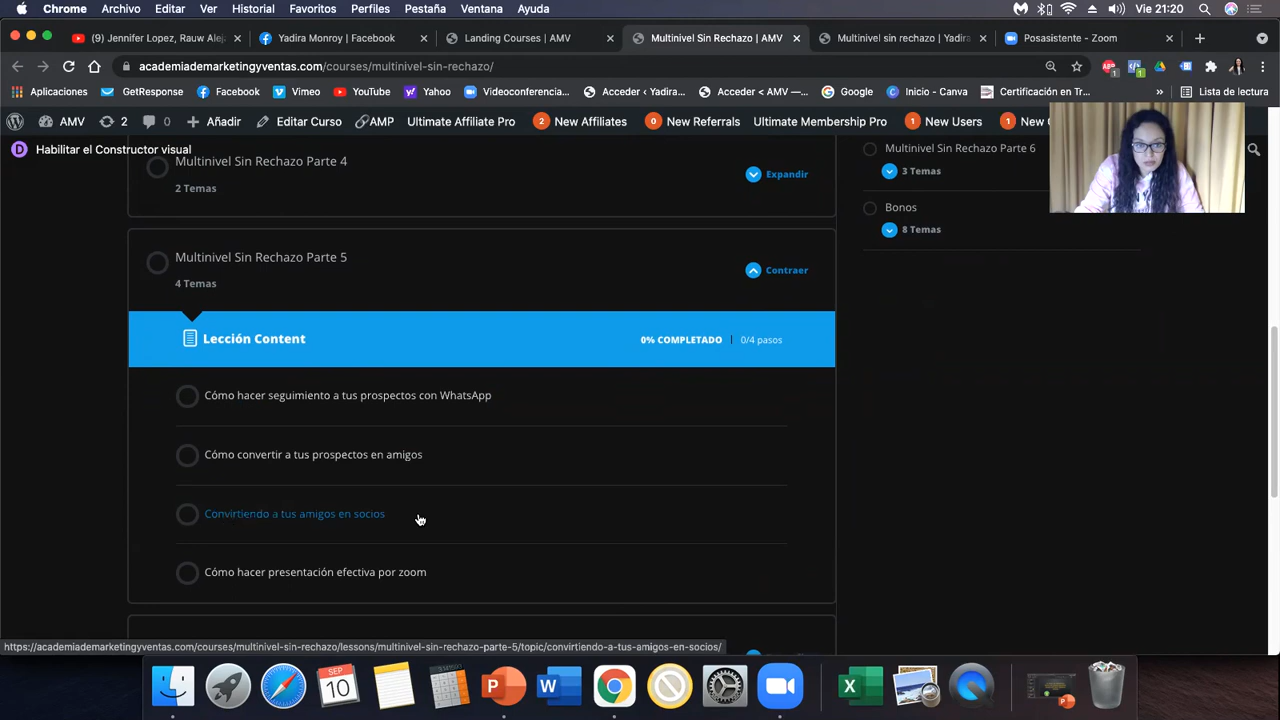 Chrome Archivo Editar Ver Historial Favoritos Perfiles Pestaña Ventana Ayuda Vie 21:20
(9) Jennifer Lopez, Rauw Ale
Yadira Monroy | Facebook
Landing Courses | AMV
Multinivel Sin Rechazo | AMV
Multinivel sin rechazo | Yadira
Posasistente - Zoom
academiademarketingyventas.com/courses/multinivel-sin-rechazo/
Aplicaciones GetResponse Facebook Vimeo YouTube Yahoo Videoconferencia... Acceder ‹ Yadira... Acceder ‹ AMV —... Google Inicio - Canva Certificación en Tr... » Lista de lectura
AMV 2 0 + Añadir Editar Curso AMP Ultimate Affiliate Pro 2 New Affiliates 0 New Referrals Ultimate Membership Pro 1 New Users 1 New
D Habilitar el Constructor visual
Multinivel Sin Rechazo Parte 4
2 Temas
Expandir
Multinivel Sin Rechazo Parte 5
4 Temas
Contraer
Lección Content
0% COMPLETADO | 0/4 pasos
Cómo hacer seguimiento a tus prospectos con WhatsApp
Cómo convertir a tus prospectos en amigos
Convirtiendo a tus amigos en socios
Cómo hacer presentación efectiva por zoom
Multinivel Sin Rechazo Parte 6
3 Temas
Bonos
8 Temas
https://academiademarketingyventas.com/courses/multinivel-sin-rechazo/lessons/multinivel-sin-rechazo-parte-5/topic/convirtiendo-a-tus-amigos-en-socios/
SEP
10